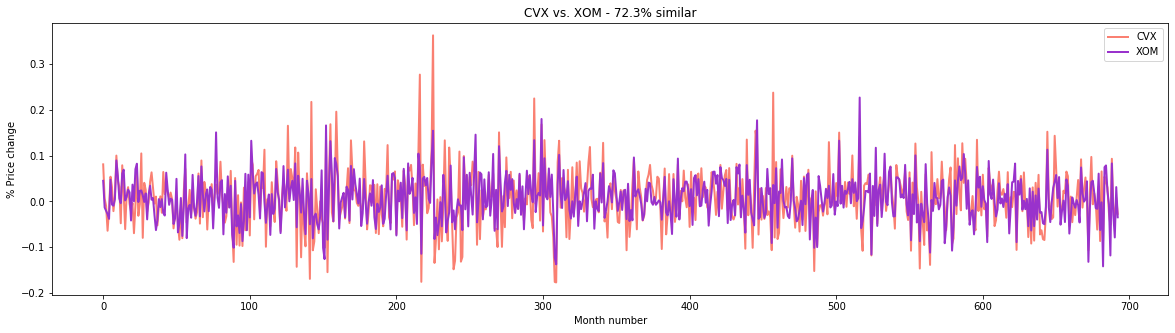 CVX vs. XOM - 72.3% similar
CVX
XOM
% Price change
0.3
0.2
0.1
0.0
−0.1
−0.2
0 100 200 300 400 500 600 700
Month number